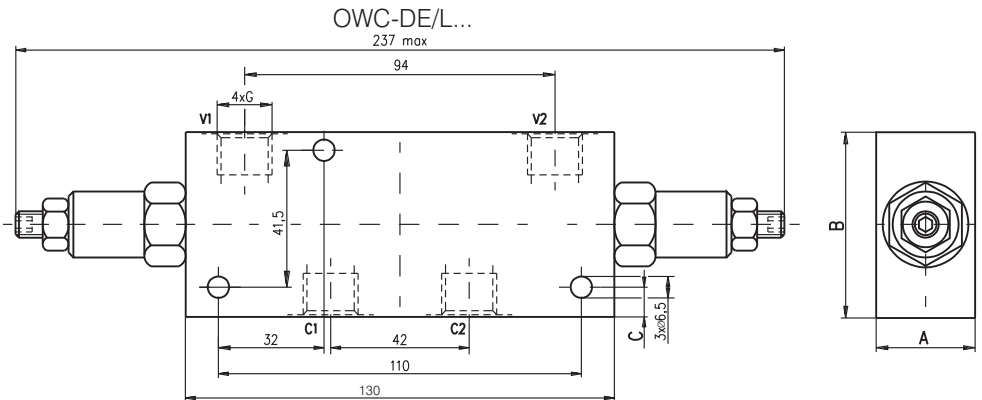 OWC-DE/L...
237 max
94
4xG
V1
V2
41,5
B
C1
C2
C
3xø6,5
32
42
A
110
130